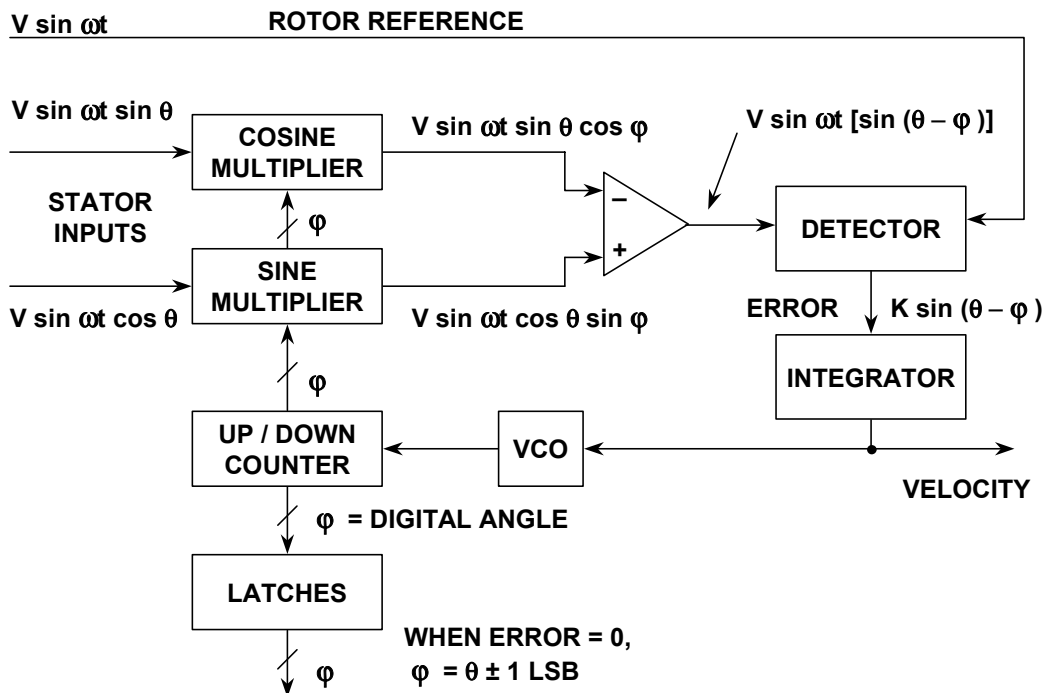 V sin ωt
ROTOR REFERENCE
V sin ωt sin θ
COSINE
MULTIPLIER
V sin ωt sin θ cos φ
V sin ωt [sin (θ – φ )]
STATOR
INPUTS
φ
–
+
DETECTOR
SINE
MULTIPLIER
V sin ωt cos θ
V sin ωt cos θ sin φ
ERROR
K sin (θ – φ )
φ
INTEGRATOR
UP / DOWN
COUNTER
VCO
VELOCITY
φ = DIGITAL ANGLE
LATCHES
WHEN ERROR = 0,
φ = θ ± 1 LSB
φ